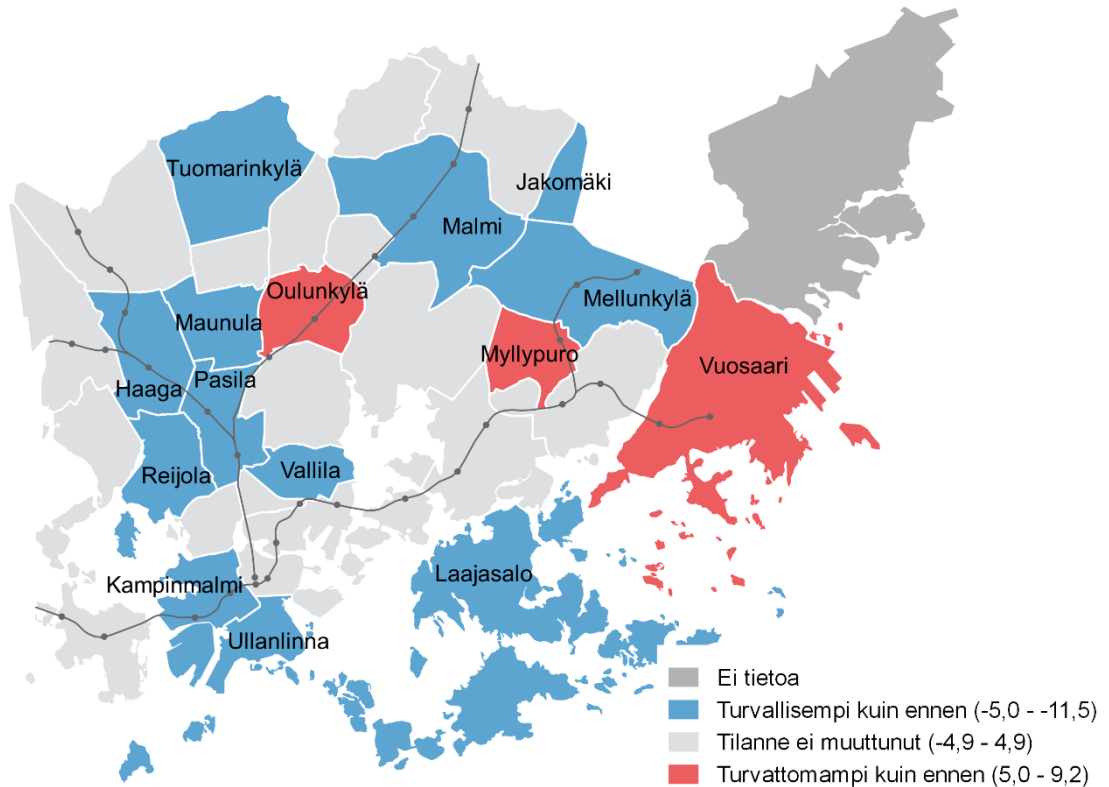 Tuomarinkylä
Jakomäki
Malmi
Oulunkylä
Mellunkylä
Maunula
Myllypuro
Vuosaari
Pasila
Haaga
Reijola
Vallila
Laajasalo
Kampinmalmi
Ullanlinna
Ei tietoa
Turvallisempi kuin ennen (-5,0 - -11,5)
Tilanne ei muuttunut (-4,9 - 4,9)
Turvattomampi kuin ennen (5,0 - 9,2)